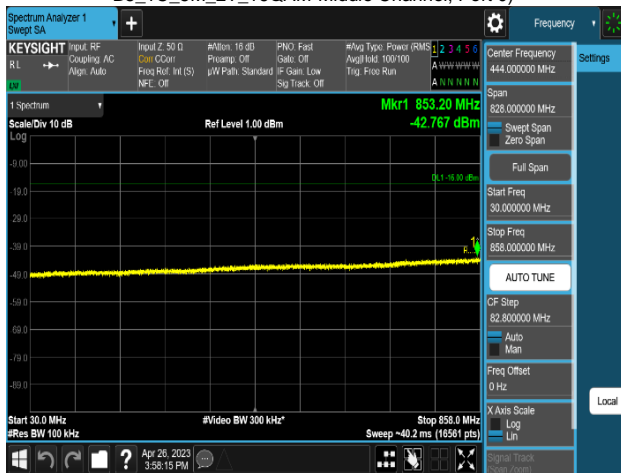 Spectrum Analyzer 1
Swept SA
Frequency
KEYSIGHT
RL
Input: RF
Coupling: AC
Align: Auto
Input Z: 50 Ω
Corr CCorr
Freq Ref: Int (S)
NFE: Off
#Atten: 16 dB
Preamp: Off
µW Path: Standard
PNO: Fast
Gate: Off
IF Gain: Low
Sig Track: Off
#Avg Type: Power (RMS
Avg|Hold: 100/100
Trig: Free Run
1 2 3 4 5 6
A W W W W W
A N N N N N
1 Spectrum
Scale/Div 10 dB
Log
Ref Level 1.00 dBm
Mkr1 853.20 MHz
-42.767 dBm
DL1 -16.00 dBm
-9.00
-19.0
-29.0
-39.0
-49.0
-59.0
-69.0
-79.0
-89.0
1
Start 30.0 MHz
#Res BW 100 kHz
#Video BW 300 kHz*
Stop 858.0 MHz
Sweep ~40.2 ms (16561 pts)
Apr 26, 2023
3:58:15 PM
Center Frequency
444.000000 MHz
Settings
Span
828.000000 MHz
Swept Span
Zero Span
Full Span
Start Freq
30.000000 MHz
Stop Freq
858.000000 MHz
AUTO TUNE
CF Step
82.800000 MHz
Auto
Man
Freq Offset
0 Hz
X Axis Scale
Log
Lin
Local
Signal Track
(Span Zoom)